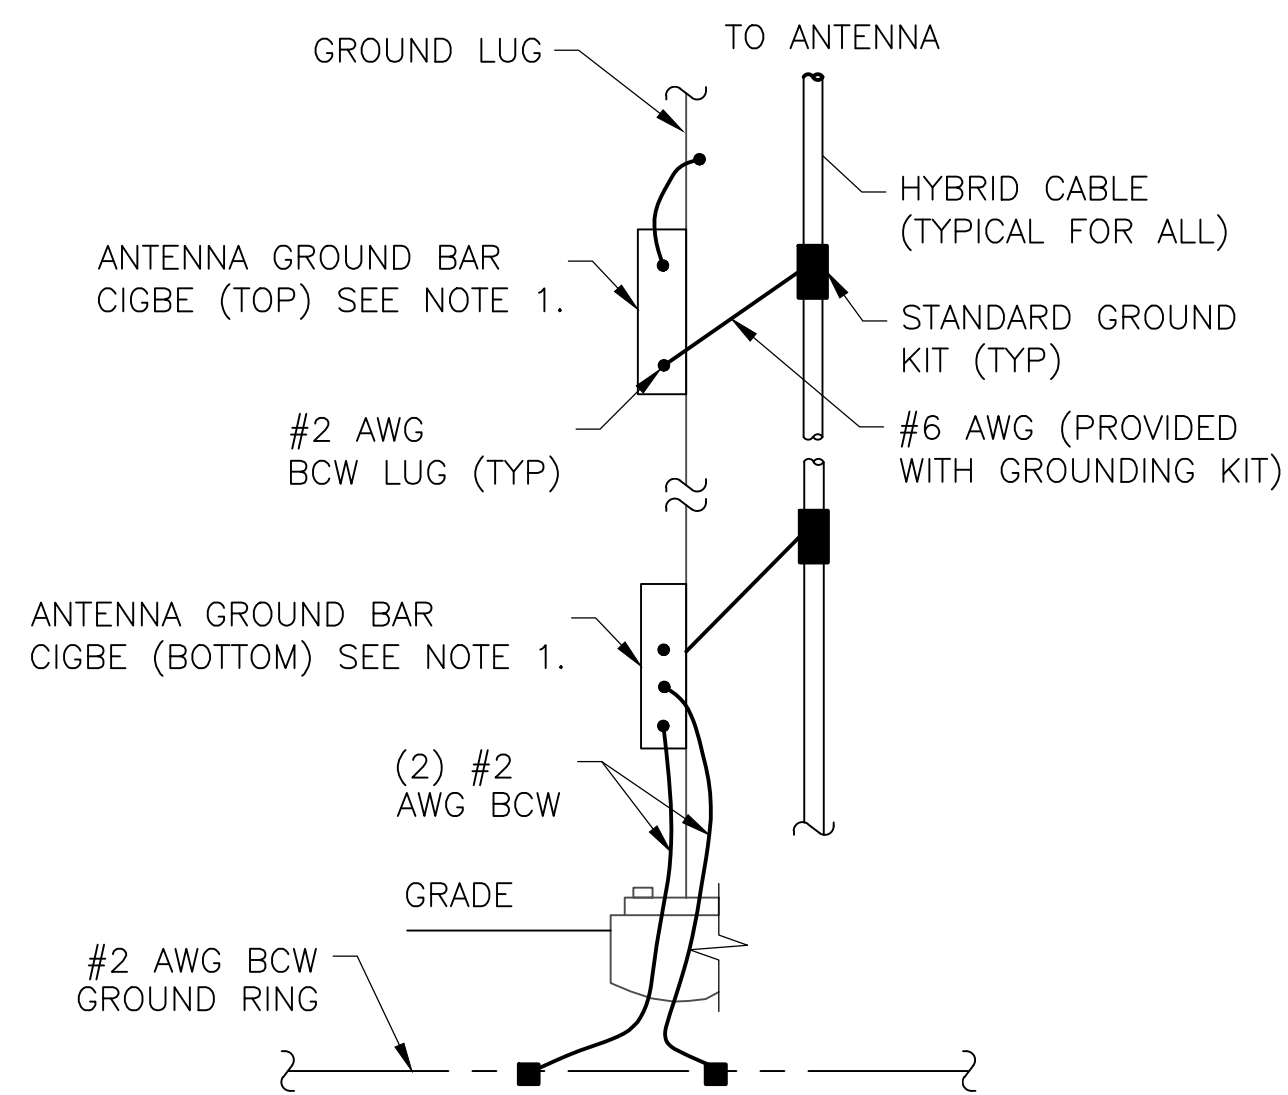 TO ANTENNA
GROUND LUG
HYBRID CABLE
(TYPICAL FOR ALL)
ANTENNA GROUND BAR
CIGBE (TOP) SEE NOTE 1.
STANDARD GROUND
KIT (TYP)
#2 AWG
BCW LUG (TYP)
#6 AWG (PROVIDED
WITH GROUNDING KIT)
ANTENNA GROUND BAR
CIGBE (BOTTOM) SEE NOTE 1.
(2) #2
AWG BCW
GRADE
#2 AWG BCW
GROUND RING